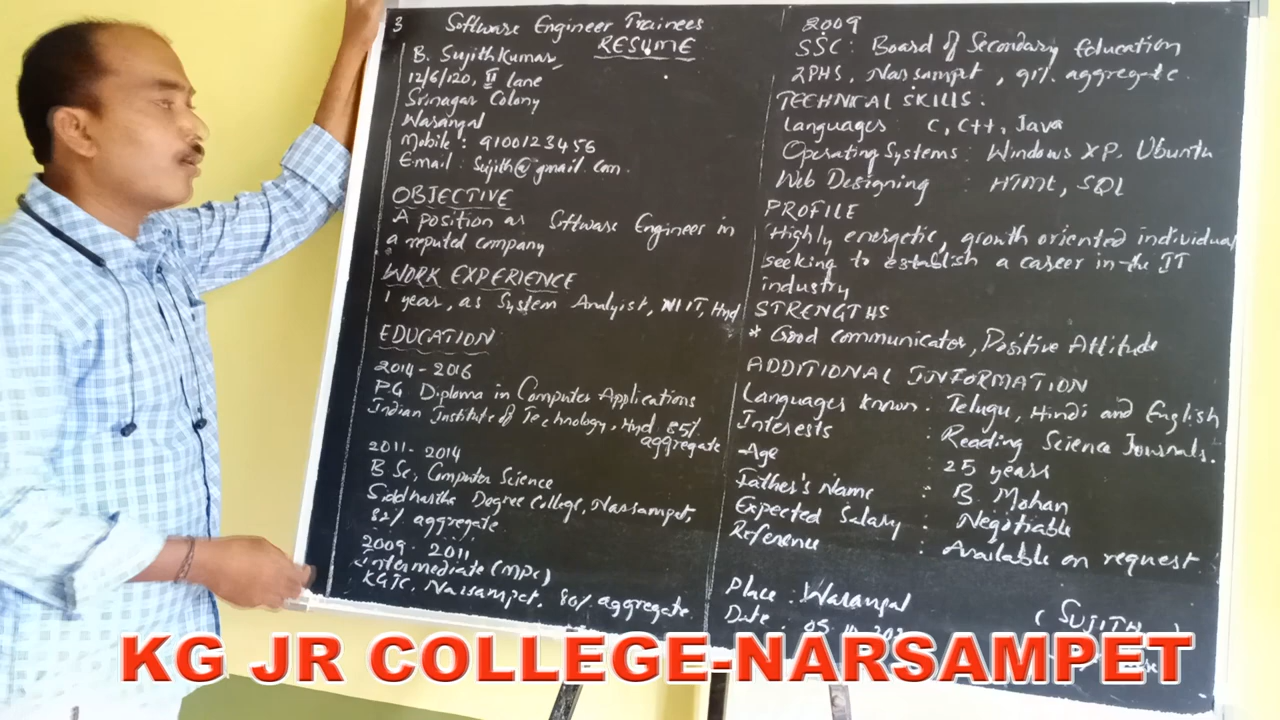 3 Software Engineer Trainees
RESUME
B. Sujith Kumar,
12/6/120, II lane
Srinagar Colony
Warangal
Mobile : 9100123456
Email : Sujith@gmail.com.
OBJECTIVE
A position as Software Engineer in
a reputed company
WORK EXPERIENCE
1 year, as System Analyist, NIIT, Hyd
EDUCATION
2014 - 2016
P.G. Diploma in Computer Applications
Indian Institute of Technology, Hyd 85%
aggregate
2011 - 2014
B Sc, Computer Science
Siddhartha Degree College, Narsampet,
82% aggregate
2009 - 2011
Intermediate (MPC)
KGJC, Narsampet, 80% aggregate
2009
SSC: Board of Secondary Education
ZPHS, Narsampet, 91% aggregate
TECHNICAL SKILLS:
Languages : C, C++, Java
Operating Systems : Windows XP, Ubuntu
Web Designing : HTML, SQL
PROFILE
Highly energetic, growth oriented individual
seeking to establish a career in the IT
industry
STRENGTHS
* Good communicator, Positive Attitude
ADDITIONAL INFORMATION
Languages known : Telugu, Hindi and English
Interests : Reading Science Journals.
Age : 25 years
Father's Name : B. Mohan
Expected Salary : Negotiable
Reference : Available on request
Place : Warangal
Date :
( SUJITH )
KG JR COLLEGE-NARSAMPET